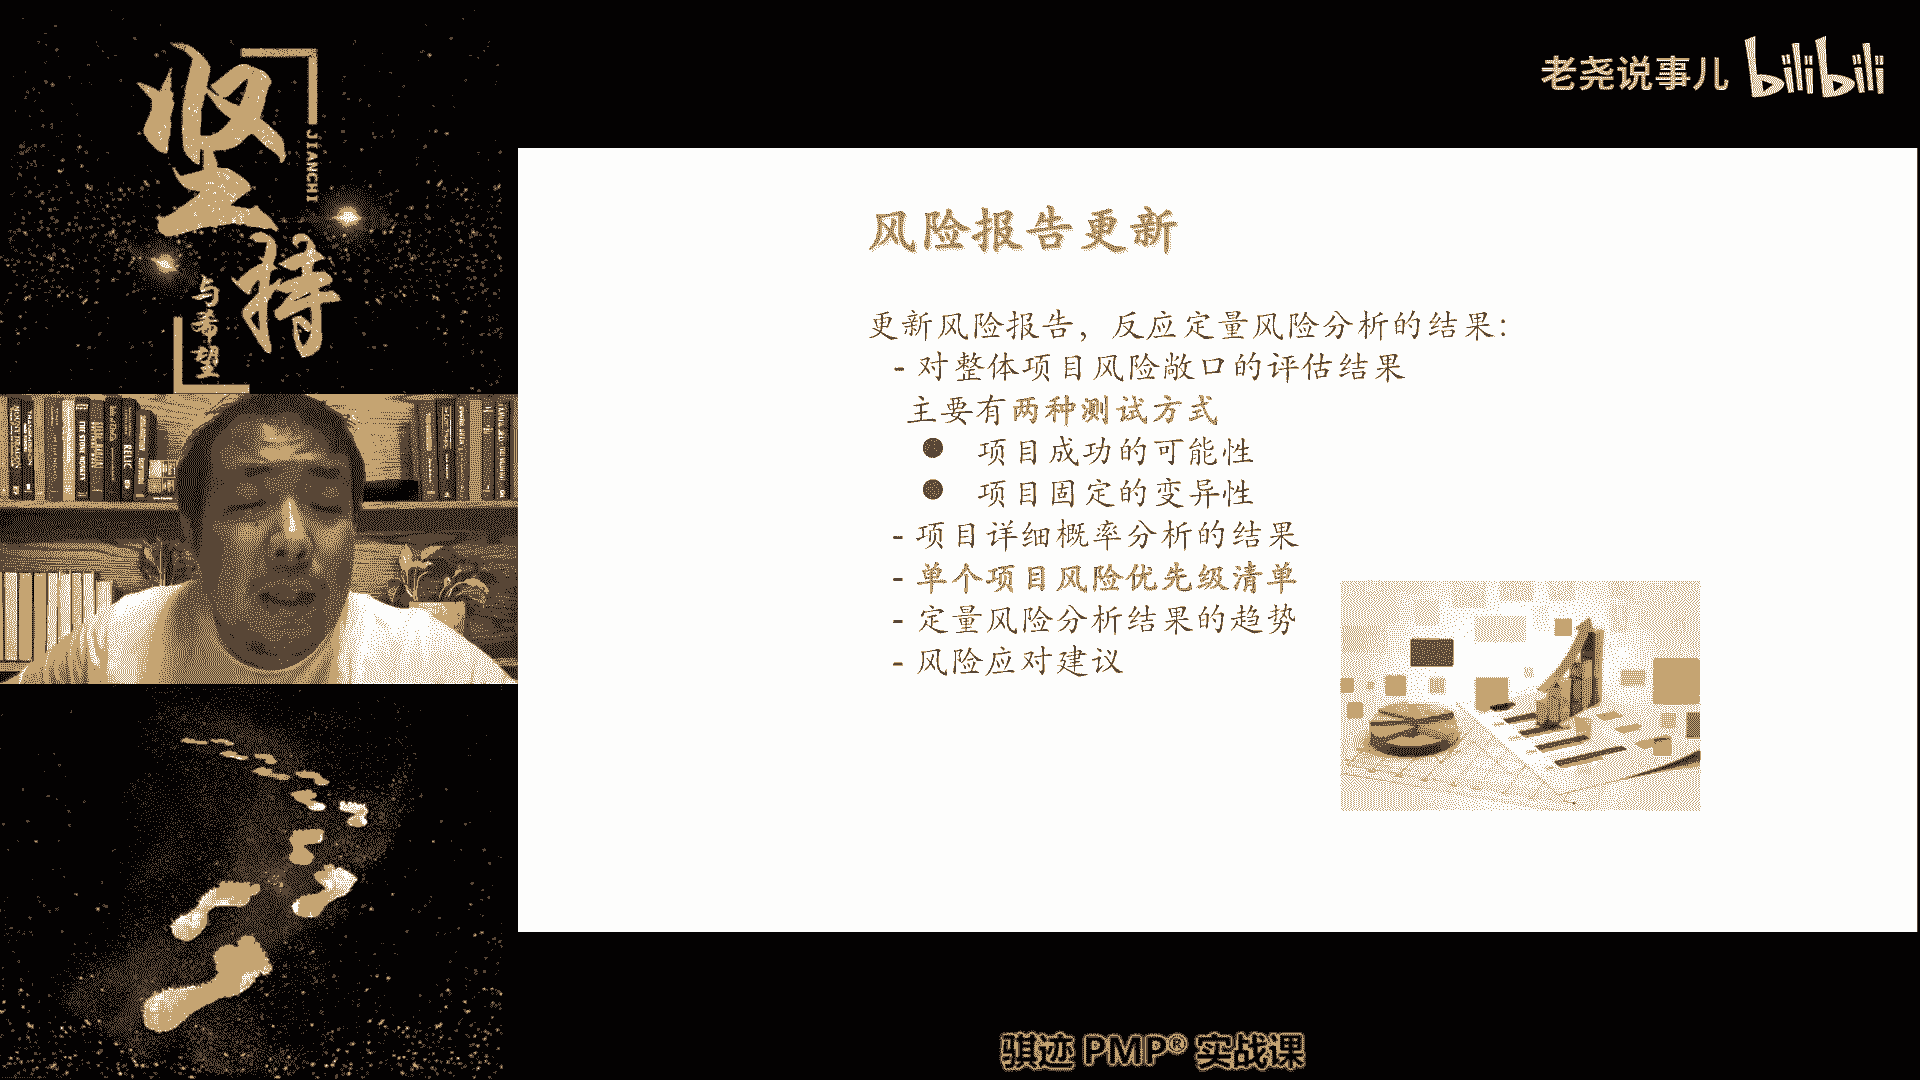 坚持
JIANCHI
与希望
老尧说事儿 bilibili
风险报告更新
更新风险报告，反应定量风险分析的结果：
- 对整体项目风险敞口的评估结果
主要有两种测试方式
● 项目成功的可能性
● 项目固定的变异性
- 项目详细概率分析的结果
- 单个项目风险优先级清单
- 定量风险分析结果的趋势
- 风险应对建议
骐迹 PMP® 实战课